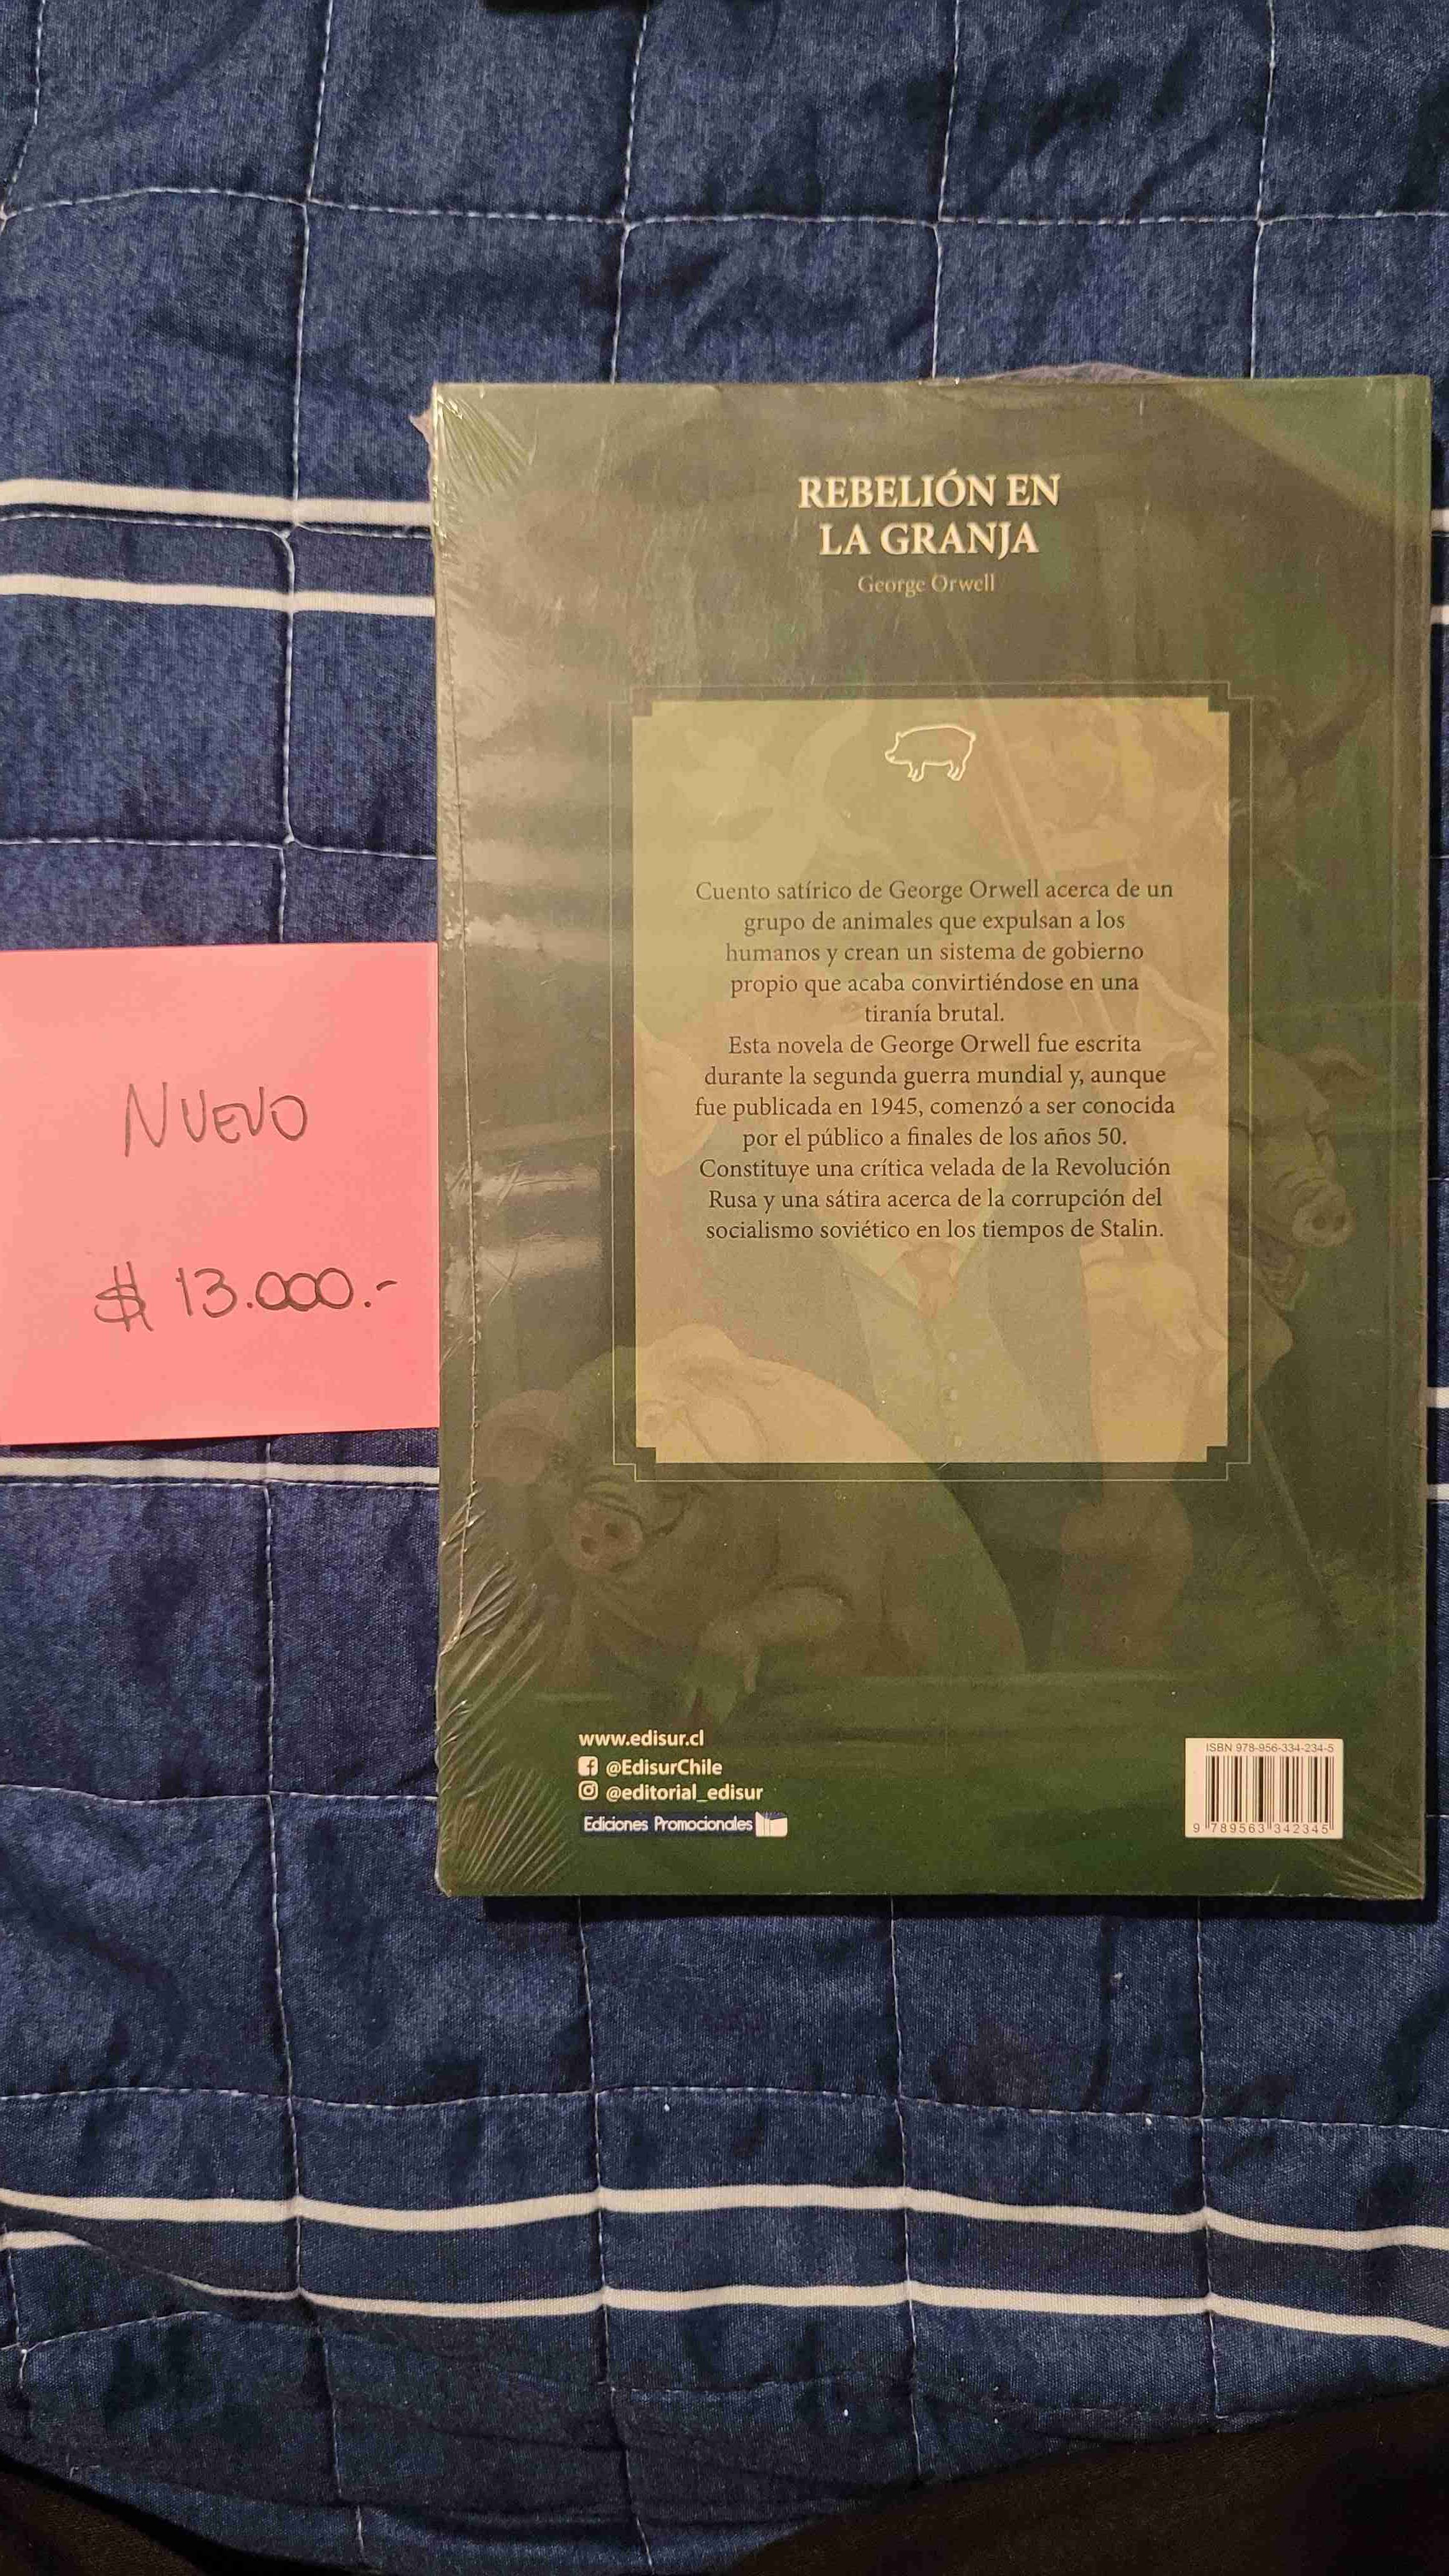 REBELIÓN EN
LA GRANJA
George Orwell
Cuento satírico de George Orwell acerca de un
grupo de animales que expulsan a los
humanos y crean un sistema de gobierno
propio que acaba convirtiéndose en una
tiranía brutal.
Esta novela de George Orwell fue escrita
durante la segunda guerra mundial y, aunque
fue publicada en 1945, comenzó a ser conocida
por el público a finales de los años 50.
Constituye una crítica velada de la Revolución
Rusa y una sátira acerca de la corrupción del
socialismo soviético en los tiempos de Stalin.
NUEVO
$ 13.000.-
www.edisur.cl
@EdisurChile
@editorial_edisur
Ediciones Promocionales
ISBN 978-956-334-234-5
9 789563 342345